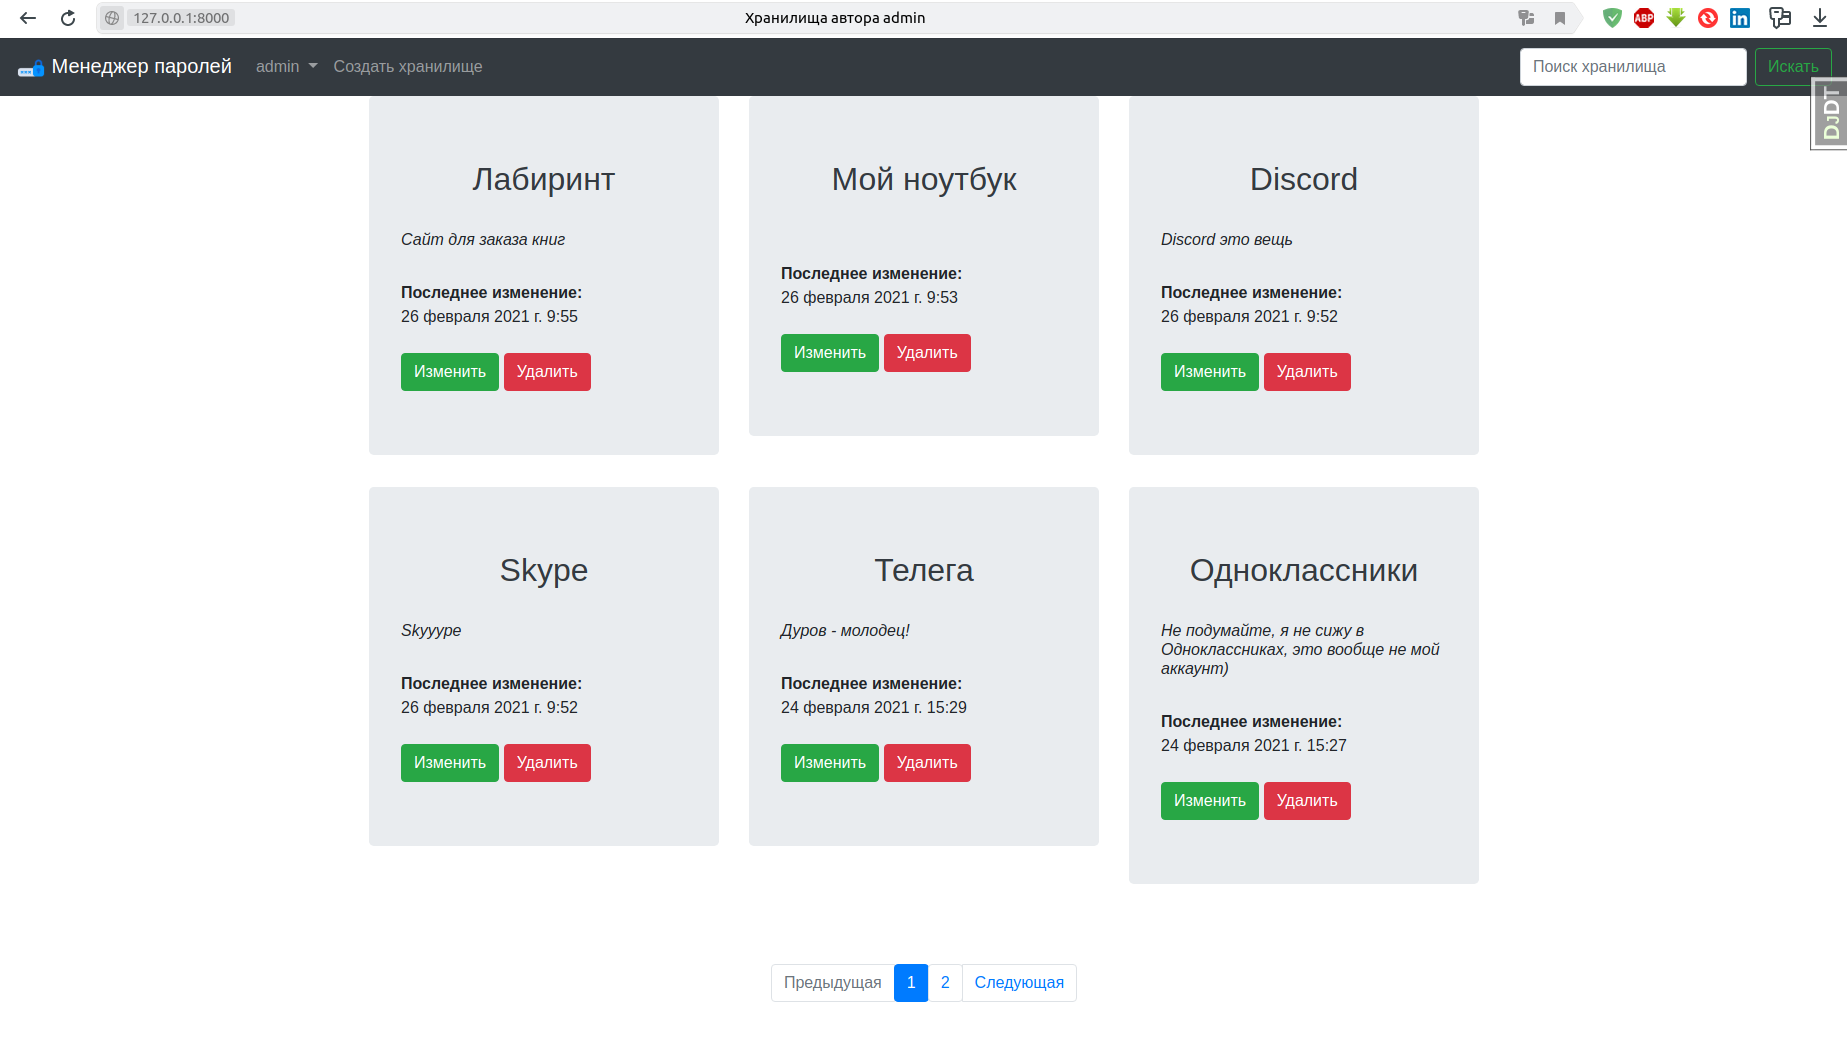 127.0.0.1:8000
Хранилища автора admin
ABP
in
Менеджер паролей
admin
Создать хранилище
Поиск хранилища
Искать
DJDT
Лабиринт
Сайт для заказа книг
Последнее изменение:
26 февраля 2021 г. 9:55
Изменить Удалить
Мой ноутбук
Последнее изменение:
26 февраля 2021 г. 9:53
Изменить Удалить
Discord
Discord это вещь
Последнее изменение:
26 февраля 2021 г. 9:52
Изменить Удалить
Skype
Skyyype
Последнее изменение:
26 февраля 2021 г. 9:52
Изменить Удалить
Телега
Дуров - молодец!
Последнее изменение:
24 февраля 2021 г. 15:29
Изменить Удалить
Одноклассники
Не подумайте, я не сижу в
Одноклассниках, это вообще не мой
аккаунт)
Последнее изменение:
24 февраля 2021 г. 15:27
Изменить Удалить
Предыдущая 1 2 Следующая